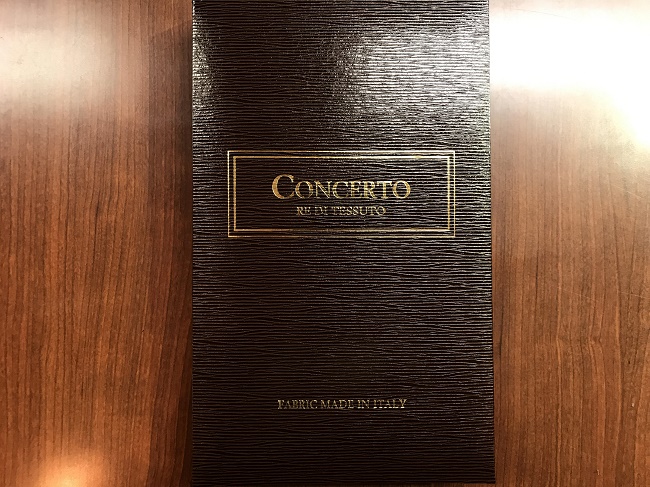 CONCERTO
RE DI TESSUTO
FABRIC MADE IN ITALY